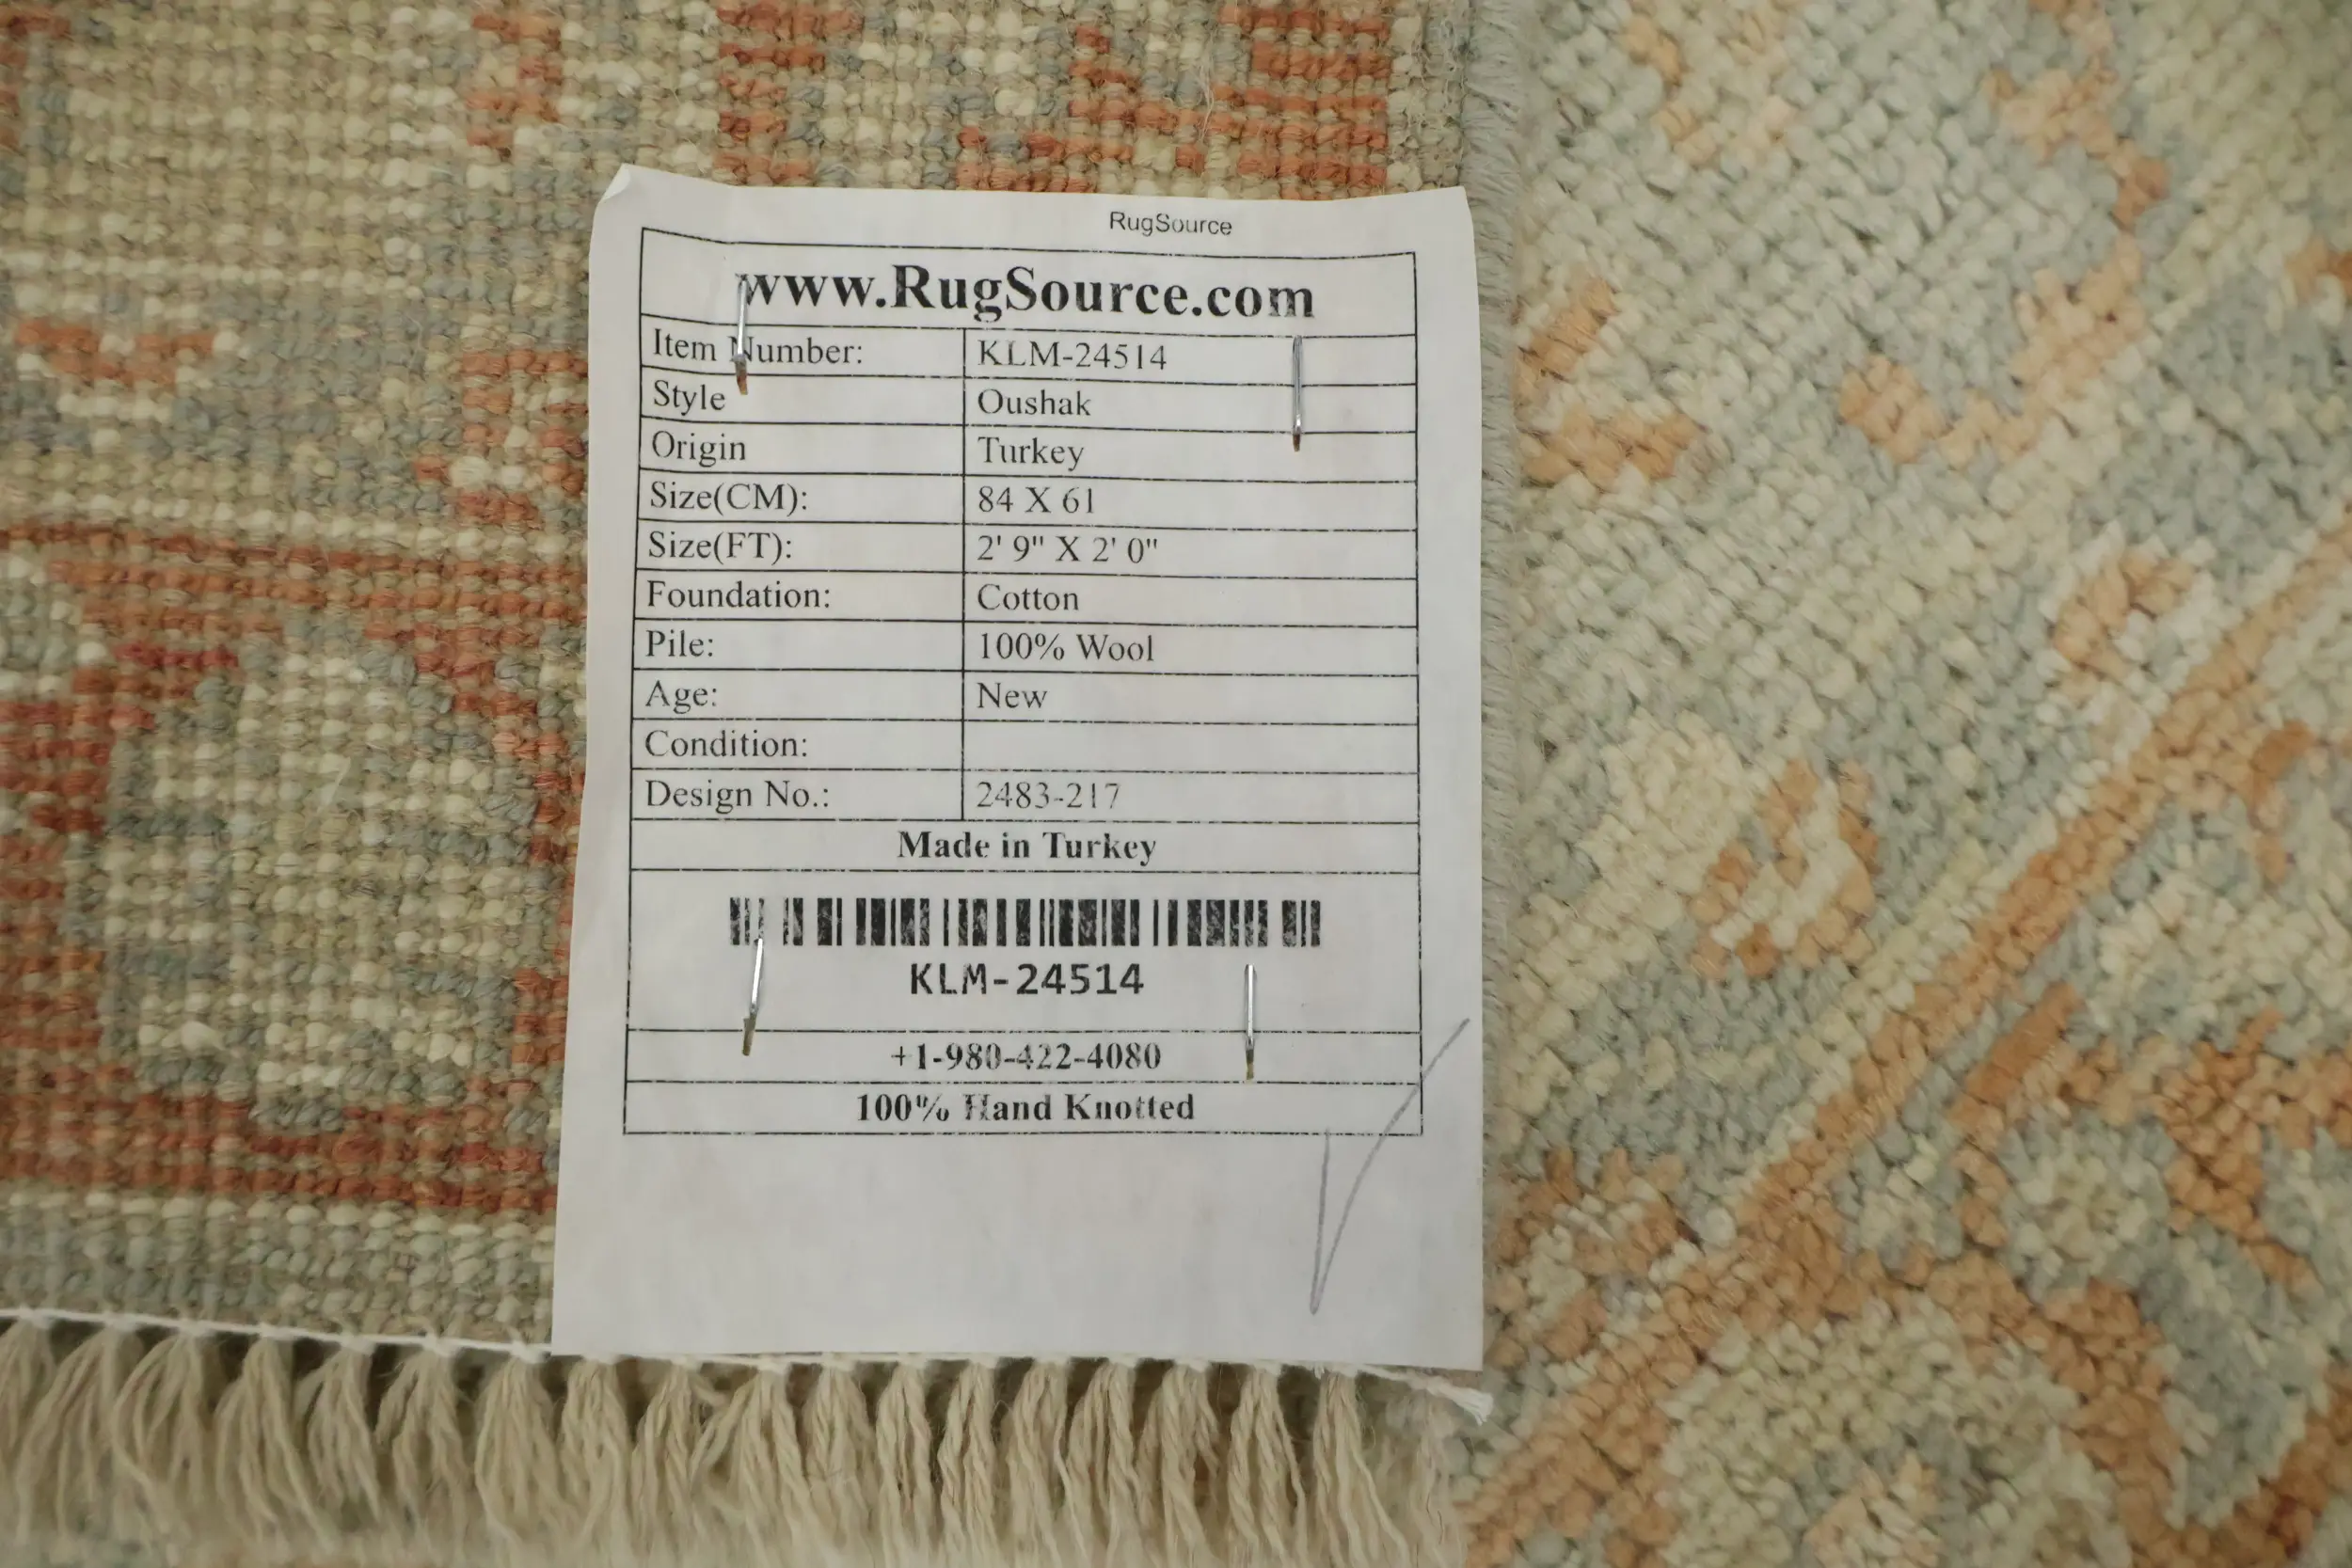 RugSource
www.RugSource.com
Item Number: KLM-24514
Style Oushak
Origin Turkey
Size(CM): 84 X 61
Size(FT): 2' 9" X 2' 0"
Foundation: Cotton
Pile: 100% Wool
Age: New
Condition:
Design No.: 2483-217
Made in Turkey
KLM-24514
+1-980-422-4080
100% Hand Knotted